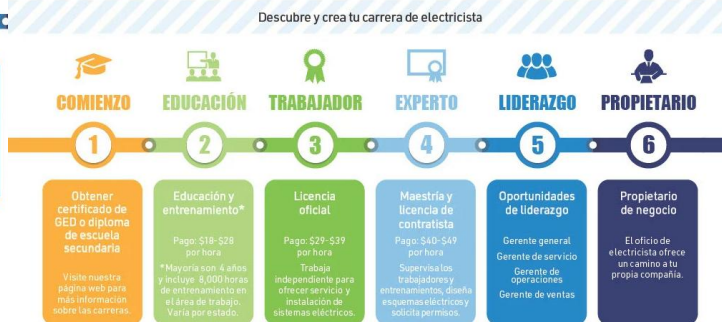 Descubre y crea tu carrera de electricista
COMIENZO
EDUCACIÓN
TRABAJADOR
EXPERTO
LIDERAZGO
PROPIETARIO
1
2
3
4
5
6
Obtener
certificado de
GED o diploma
de escuela
secundaria
Visite nuestra
página web para
más información
sobre las carreras.
Educación y
entrenamiento*
Pago: $18-$28
por hora
*Mayoría son 4 años
y incluye 8,000 horas
de entrenamiento en
el área de trabajo.
Varía por estado.
Licencia
oficial
Pago: $29-$39
por hora
Trabaja
independiente para
ofrecer servicio y
instalación de
sistemas eléctricos.
Maestría y
licencia de
contratista
Pago: $40-$49
por hora
Supervisa los
trabajadores y
entrenamientos, diseña
esquemas eléctricos y
solicita permisos.
Oportunidades
de liderazgo
Gerente general
Gerente de servicio
Gerente de
operaciones
Gerente de ventas
Propietario
de negocio
El oficio de
electricista ofrece
un camino a tu
propia compañía.